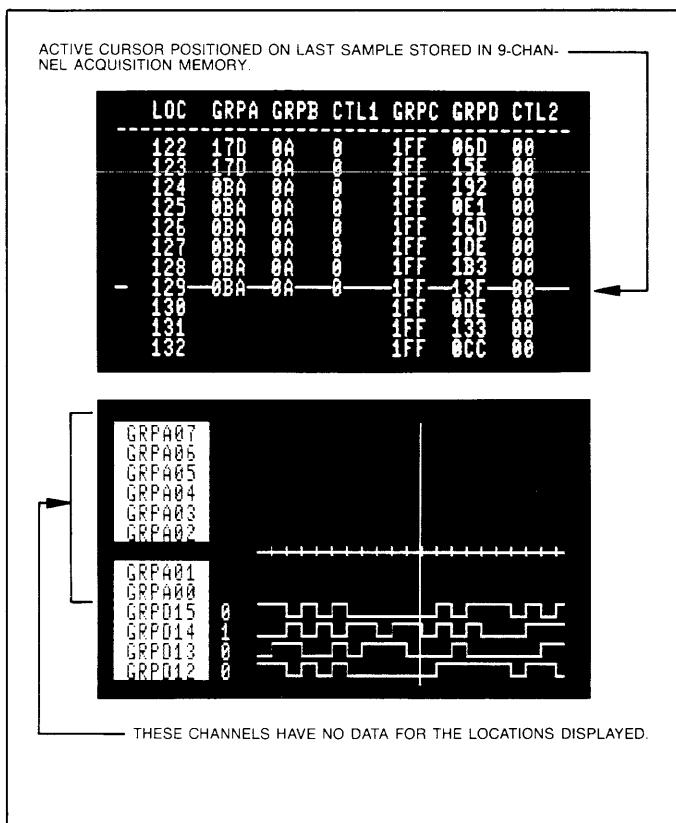 ACTIVE CURSOR POSITIONED ON LAST SAMPLE STORED IN 9-CHAN-
NEL ACQUISITION MEMORY.
LOC GRPA GRPB CTL1 GRPC GRPD CTL2
122 17D 0A 0 1FF 06D 00
123 17D 0A 0 1FF 15E 00
124 0BA 0A 0 1FF 192 00
125 0BA 0A 0 1FF 0E1 00
126 0BA 0A 0 1FF 16D 00
127 0BA 0A 0 1FF 1DE 00
128 0BA 0A 0 1FF 1B3 00
129 0BA 0A 0 1FF 13F 00
130 1FF 0DE 00
131 1FF 133 00
132 1FF 0CC 00
GRPA07
GRPA06
GRPA05
GRPA04
GRPA03
GRPA02
GRPA01
GRPA00
GRPD15 0
GRPD14 1
GRPD13 0
GRPD12 0
THESE CHANNELS HAVE NO DATA FOR THE LOCATIONS DISPLAYED.